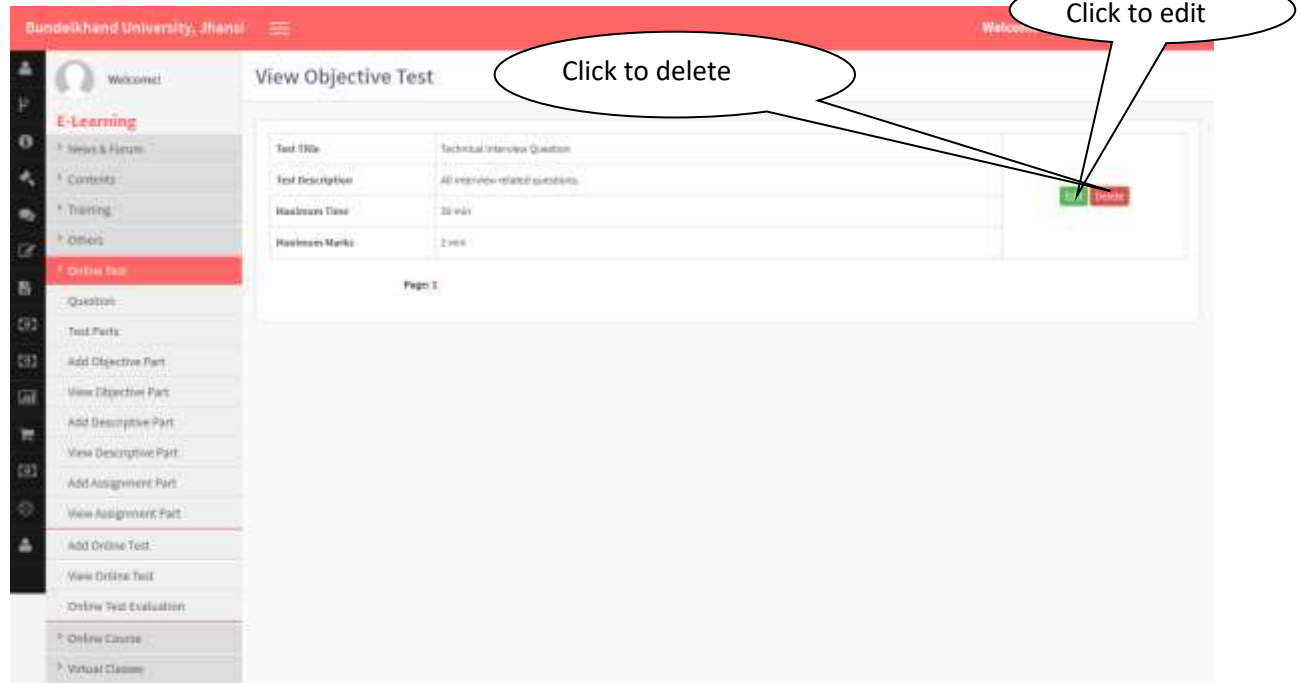 Click to edit
Bundelkhand University, Jhansi
Welcome
Click to delete
Welcome!
View Objective Test
E-Learning
News & Forum
Contents
Training
Others
Online Test
Question
Test Parts
Add Objective Part
View Objective Part
Add Descriptive Part
View Descriptive Part
Add Assignment Part
View Assignment Part
Add Online Test
View Online Test
Online Test Evaluation
Online Course
Virtual Classes
Test Title Technical Interview Question
Test Description All interview related questions.
Maximum Time 30 min
Maximum Marks 2 min
Delete
Page: 1